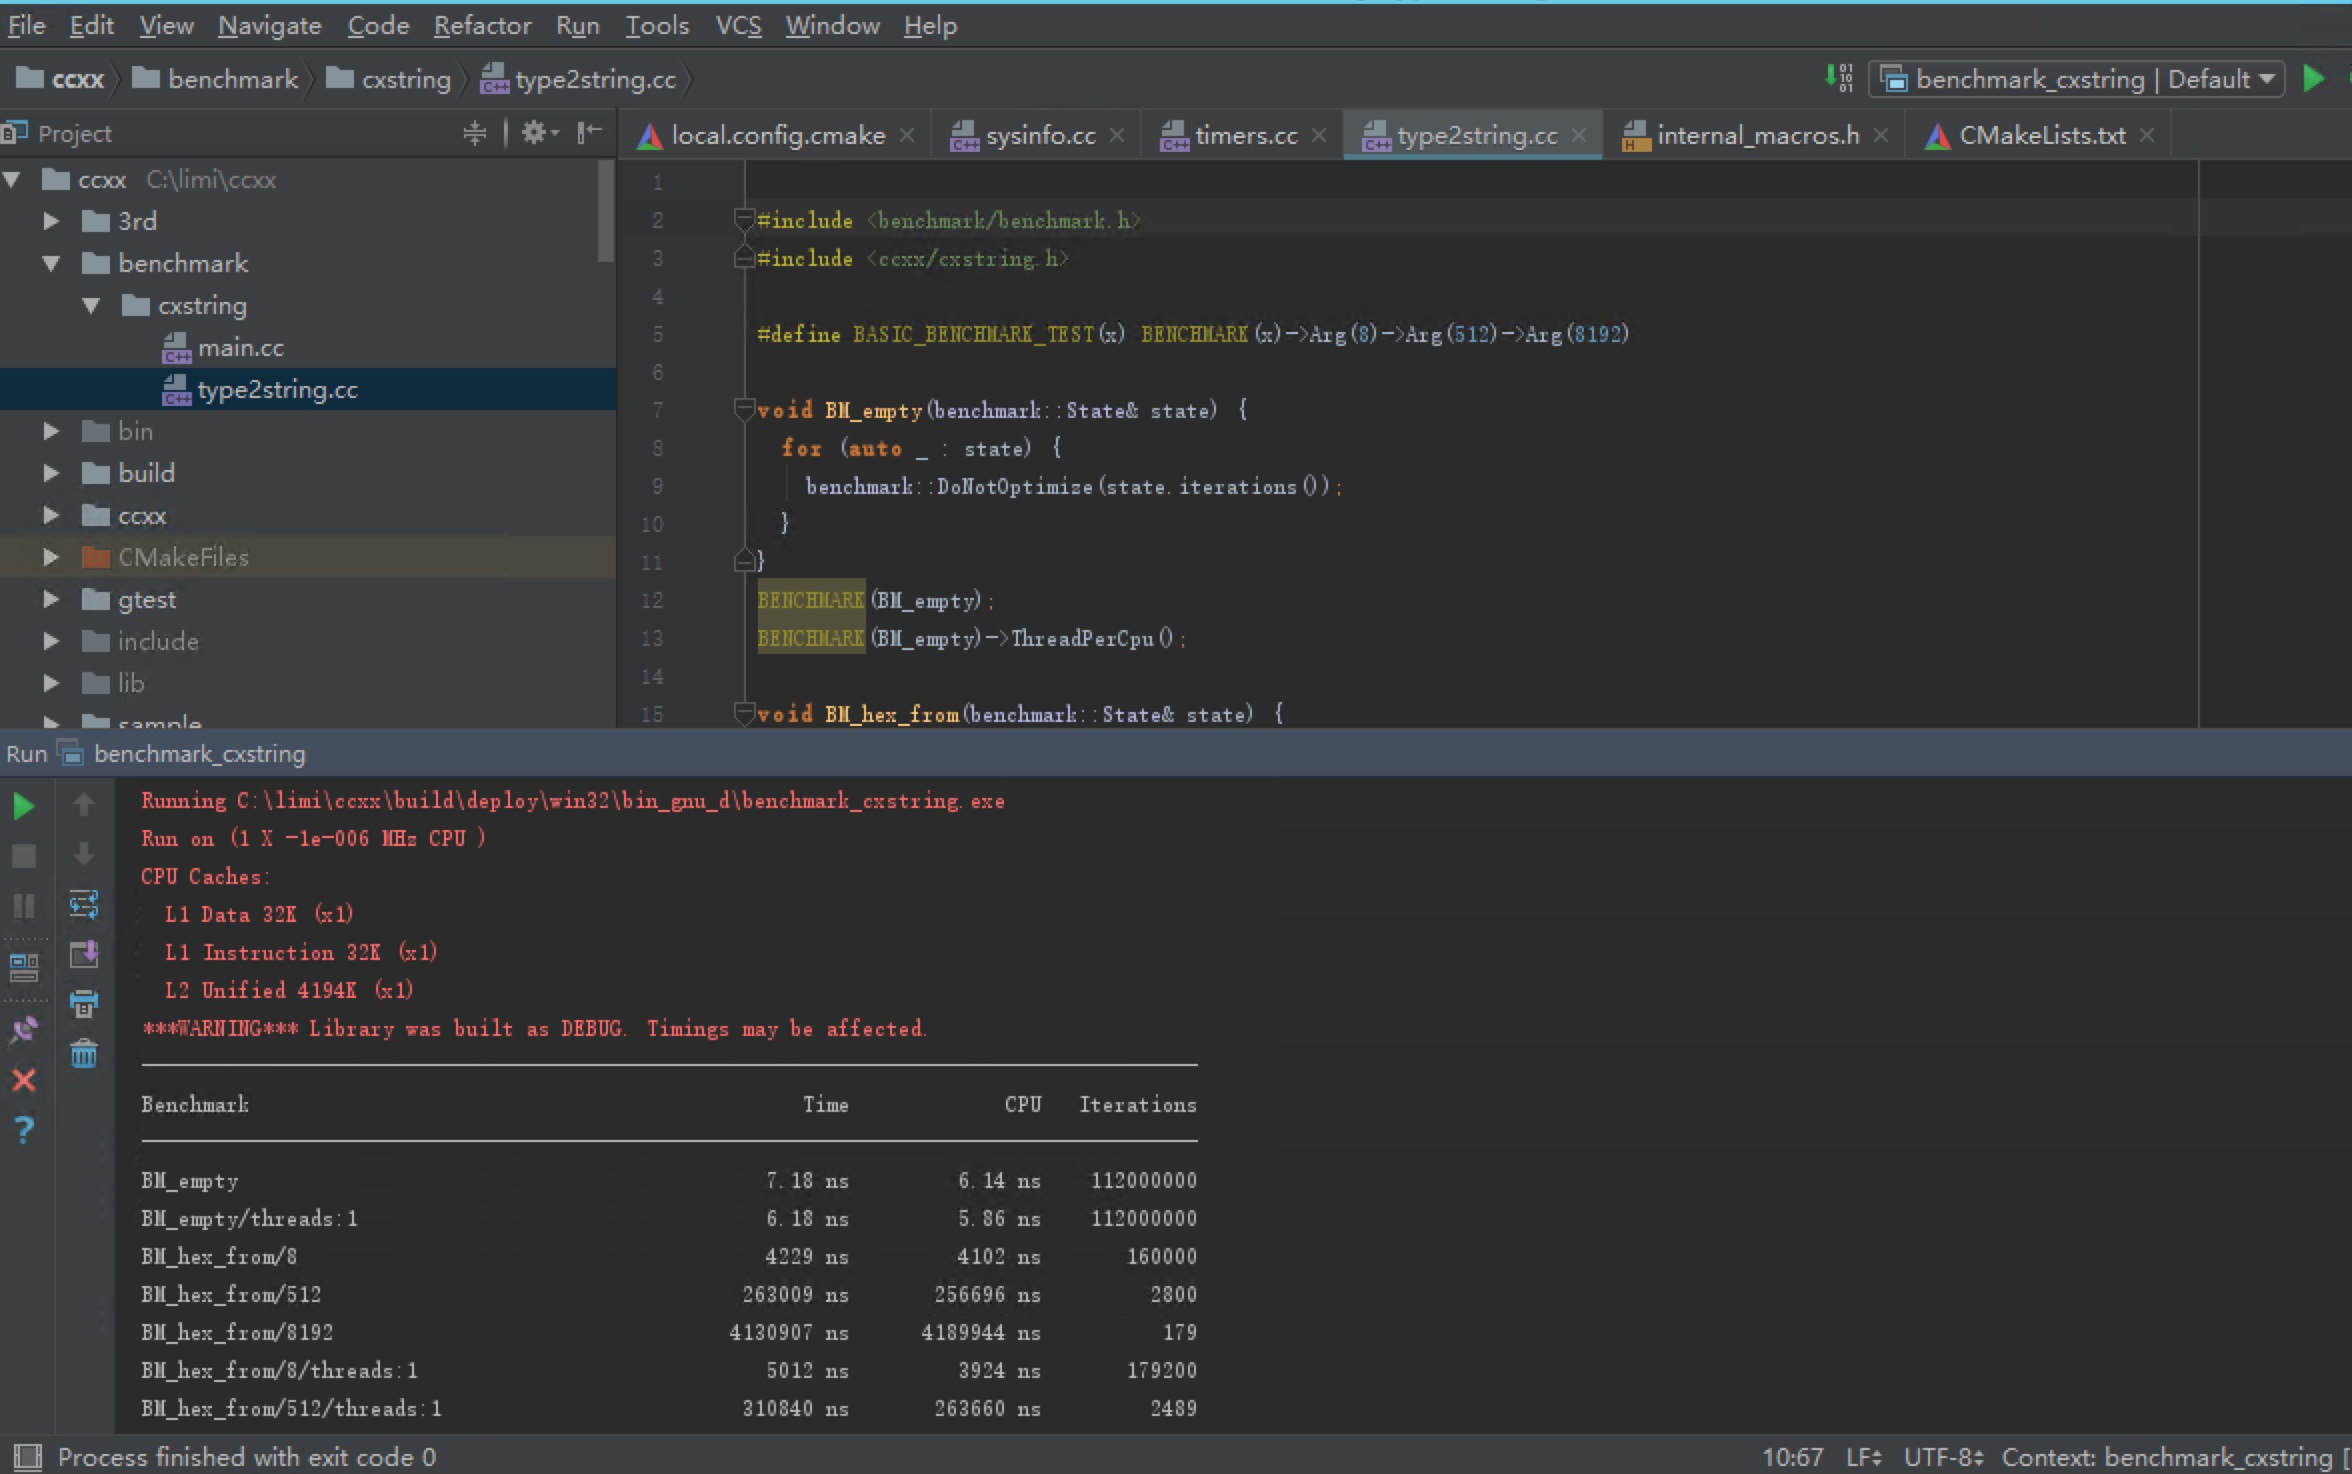 File Edit View Navigate Code Refactor Run Tools VCS Window Help
ccxx benchmark cxstring type2string.cc
benchmark_cxstring | Default
Project
local.config.cmake sysinfo.cc timers.cc type2string.cc internal_macros.h CMakeLists.txt
ccxx C:\limi\ccxx
3rd
benchmark
cxstring
main.cc
type2string.cc
bin
build
ccxx
CMakeFiles
gtest
include
lib
sample
1
2 #include <benchmark/benchmark.h>
3 #include <ccxx/cxstring.h>
4
5 #define BASIC_BENCHMARK_TEST(x) BENCHMARK(x)->Arg(8)->Arg(512)->Arg(8192)
6
7 void BM_empty(benchmark::State& state) {
8 for (auto _ : state) {
9 benchmark::DoNotOptimize(state.iterations());
10 }
11 }
12 BENCHMARK(BM_empty);
13 BENCHMARK(BM_empty)->ThreadPerCpu();
14
15 void BM_hex_from(benchmark::State& state) {
Run benchmark_cxstring
Running C:\limi\ccxx\build\deploy\win32\bin_gnu_d\benchmark_cxstring.exe
Run on (1 X -1e-006 MHz CPU )
CPU Caches:
L1 Data 32K (x1)
L1 Instruction 32K (x1)
L2 Unified 4194K (x1)
***WARNING*** Library was built as DEBUG. Timings may be affected.
Benchmark Time CPU Iterations
BM_empty 7.18 ns 6.14 ns 112000000
BM_empty/threads:1 6.18 ns 5.86 ns 112000000
BM_hex_from/8 4229 ns 4102 ns 160000
BM_hex_from/512 263009 ns 256696 ns 2800
BM_hex_from/8192 4130907 ns 4189944 ns 179
BM_hex_from/8/threads:1 5012 ns 3924 ns 179200
BM_hex_from/512/threads:1 310840 ns 263660 ns 2489
Process finished with exit code 0
10:67 LF UTF-8 Context: benchmark_cxstring [